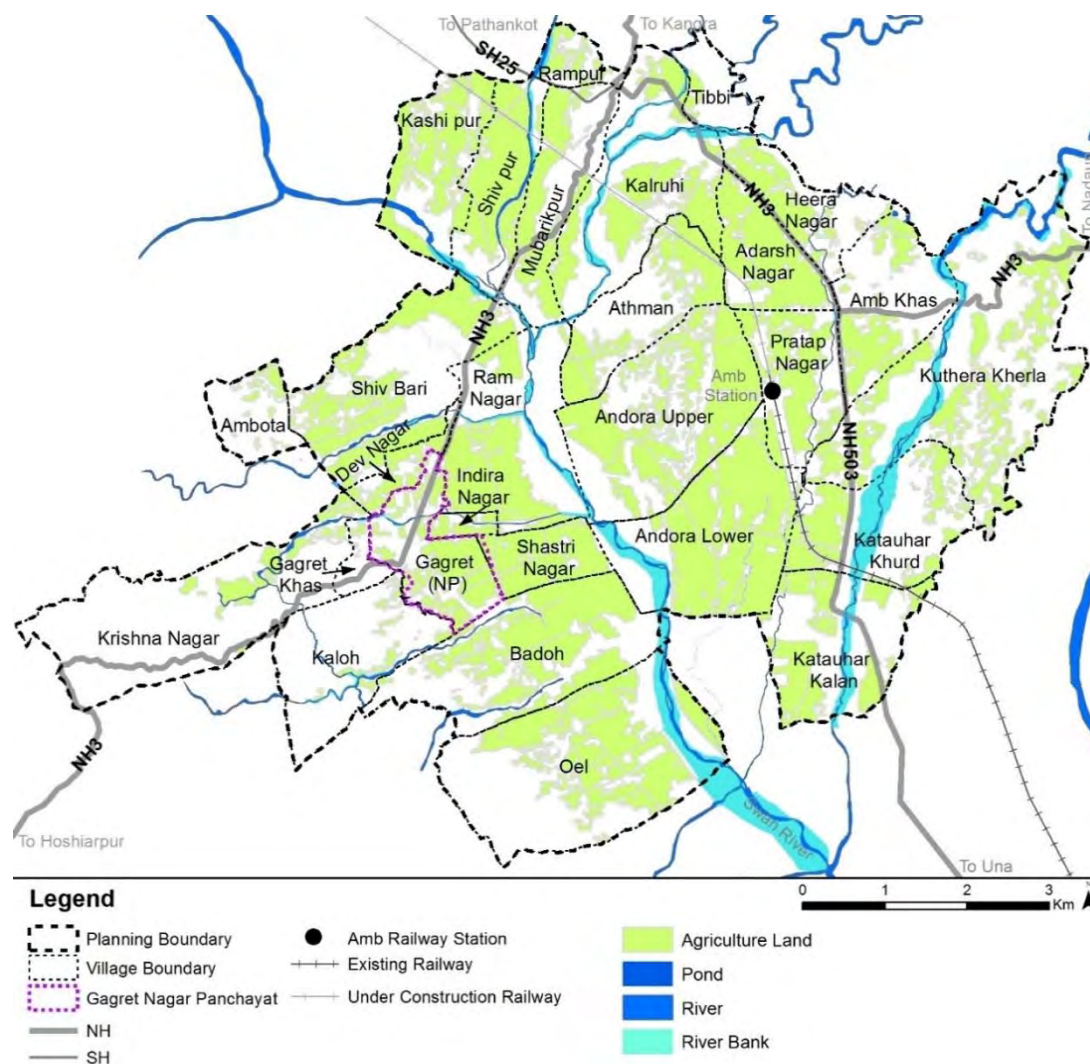 To Pathankot
To Kangra
SH25
Rampur
Tibbi
Kashi pur
Shiv pur
Mubarikpur
Kalruhi
NH3
Heera
Nagar
To Nadaun
Adarsh
Nagar
NH3
Amb Khas
Athman
NH3
Pratap
Nagar
Ram
Nagar
Shiv Bari
Amb
Station
Kuthera Kherla
Ambota
Andora Upper
NH503
Dev Nagar
Indira
Nagar
Andora Lower
Katauhar
Khurd
Shastri
Nagar
Gagret
Khas
Gagret
(NP)
Krishna Nagar
Kaloh
Badoh
Katauhar
Kalan
NH3
Oel
Swan River
To Hoshiarpur
To Una
Legend
0 1 2 3
Km
Planning Boundary
Village Boundary
Gagret Nagar Panchayat
NH
SH
Amb Railway Station
Existing Railway
Under Construction Railway
Agriculture Land
Pond
River
River Bank